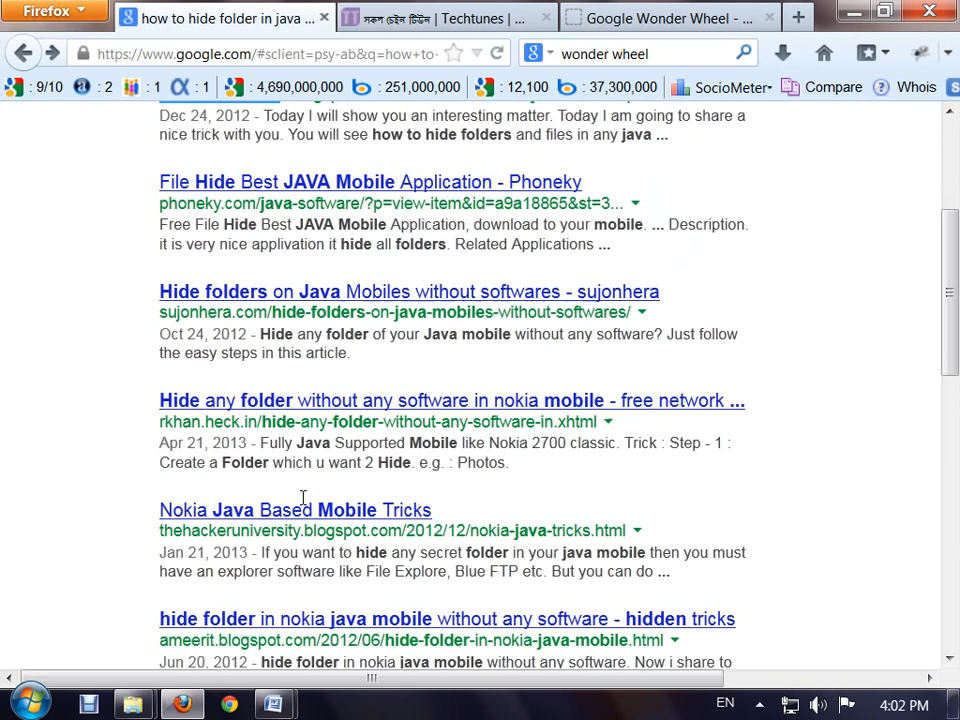 Firefox
how to hide folder in java ...
সকল চেইন টিউন | Techtunes | ...
Google Wonder Wheel - ...
https://www.google.com/#sclient=psy-ab&q=how+to-
wonder wheel
: 9/10 : 2 : 1 : 1 : 4,690,000,000 : 251,000,000 : 12,100 : 37,300,000 SocioMeter Compare Whois
Dec 24, 2012 - Today I will show you an interesting matter. Today I am going to share a
nice trick with you. You will see how to hide folders and files in any java ...
File Hide Best JAVA Mobile Application - Phoneky
phoneky.com/java-software/?p=view-item&id=a9a18865&st=3...
Free File Hide Best JAVA Mobile Application, download to your mobile. ... Description.
it is very nice applivation it hide all folders. Related Applications ...
Hide folders on Java Mobiles without softwares - sujonhera
sujonhera.com/hide-folders-on-java-mobiles-without-softwares/
Oct 24, 2012 - Hide any folder of your Java mobile without any software? Just follow
the easy steps in this article.
Hide any folder without any software in nokia mobile - free network ...
rkhan.heck.in/hide-any-folder-without-any-software-in.xhtml
Apr 21, 2013 - Fully Java Supported Mobile like Nokia 2700 classic. Trick : Step - 1 :
Create a Folder which u want 2 Hide. e.g. : Photos.
Nokia Java Based Mobile Tricks
thehackeruniversity.blogspot.com/2012/12/nokia-java-tricks.html
Jan 21, 2013 - If you want to hide any secret folder in your java mobile then you must
have an explorer software like File Explore, Blue FTP etc. But you can do ...
hide folder in nokia java mobile without any software - hidden tricks
ameerit.blogspot.com/2012/06/hide-folder-in-nokia-java-mobile.html
Jun 20, 2012 - hide folder in nokia java mobile without any software. Now i share to
EN
4:02 PM